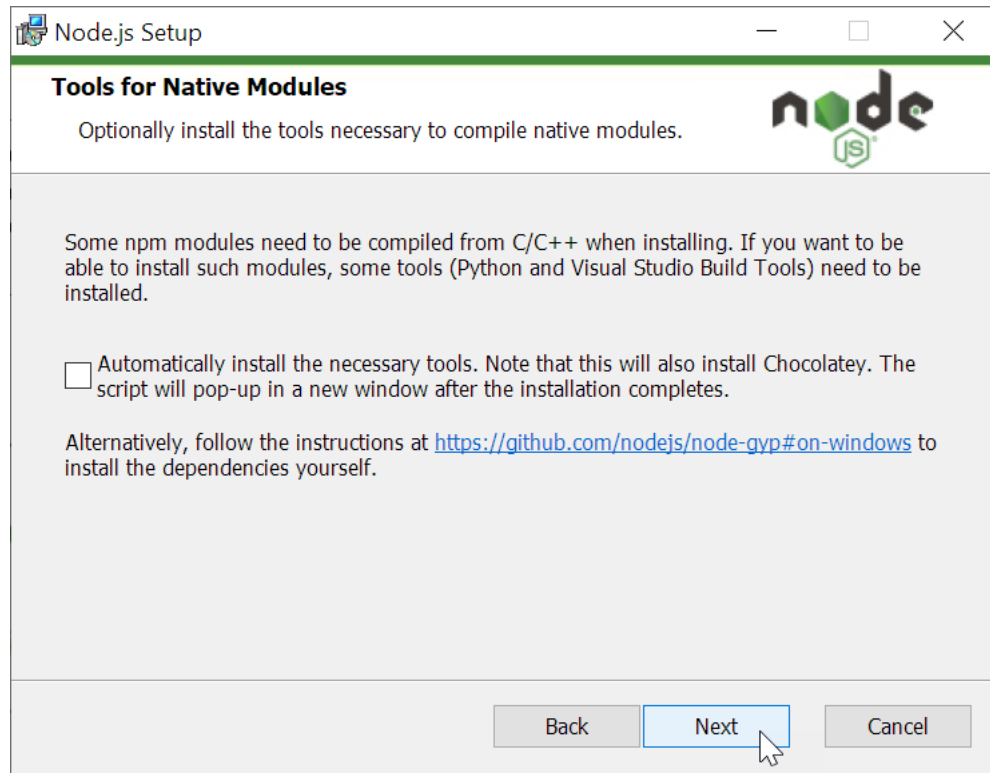 Node.js Setup
Tools for Native Modules
Optionally install the tools necessary to compile native modules.
node
JS
Some npm modules need to be compiled from C/C++ when installing. If you want to be
able to install such modules, some tools (Python and Visual Studio Build Tools) need to be
installed.
Automatically install the necessary tools. Note that this will also install Chocolatey. The
script will pop-up in a new window after the installation completes.
Alternatively, follow the instructions at https://github.com/nodejs/node-gyp#on-windows to
install the dependencies yourself.
Back
Next
Cancel